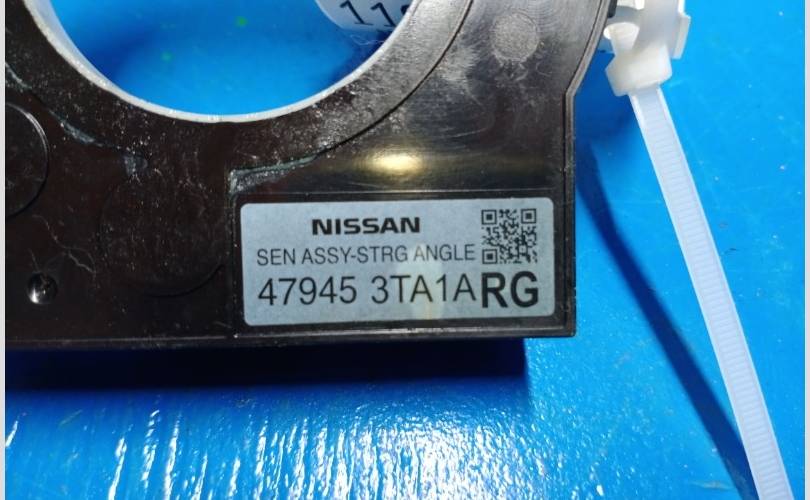 NISSAN
SEN ASSY-STRG ANGLE
47945 3TA1ARG